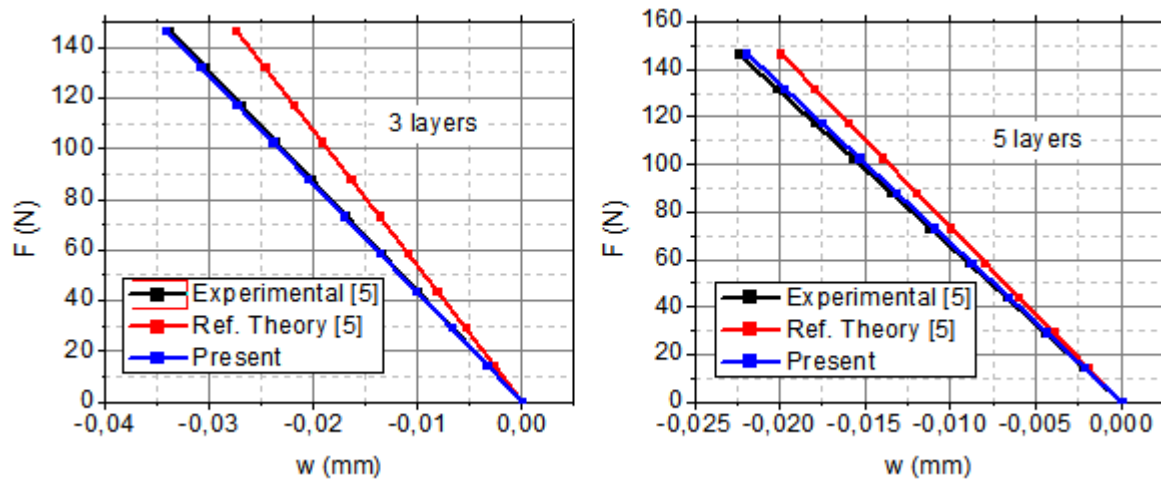 F (N)
140
120
100
80
60
40
20
0
3 layers
Experimental [5]
Ref. Theory [5]
Present
-0,04
-0,03
-0,02
-0,01
0,00
w (mm)
F (N)
160
140
120
100
80
60
40
20
0
5 layers
Experimental [5]
Ref. Theory [5]
Present
-0,025
-0,020
-0,015
-0,010
-0,005
0,000
w (mm)